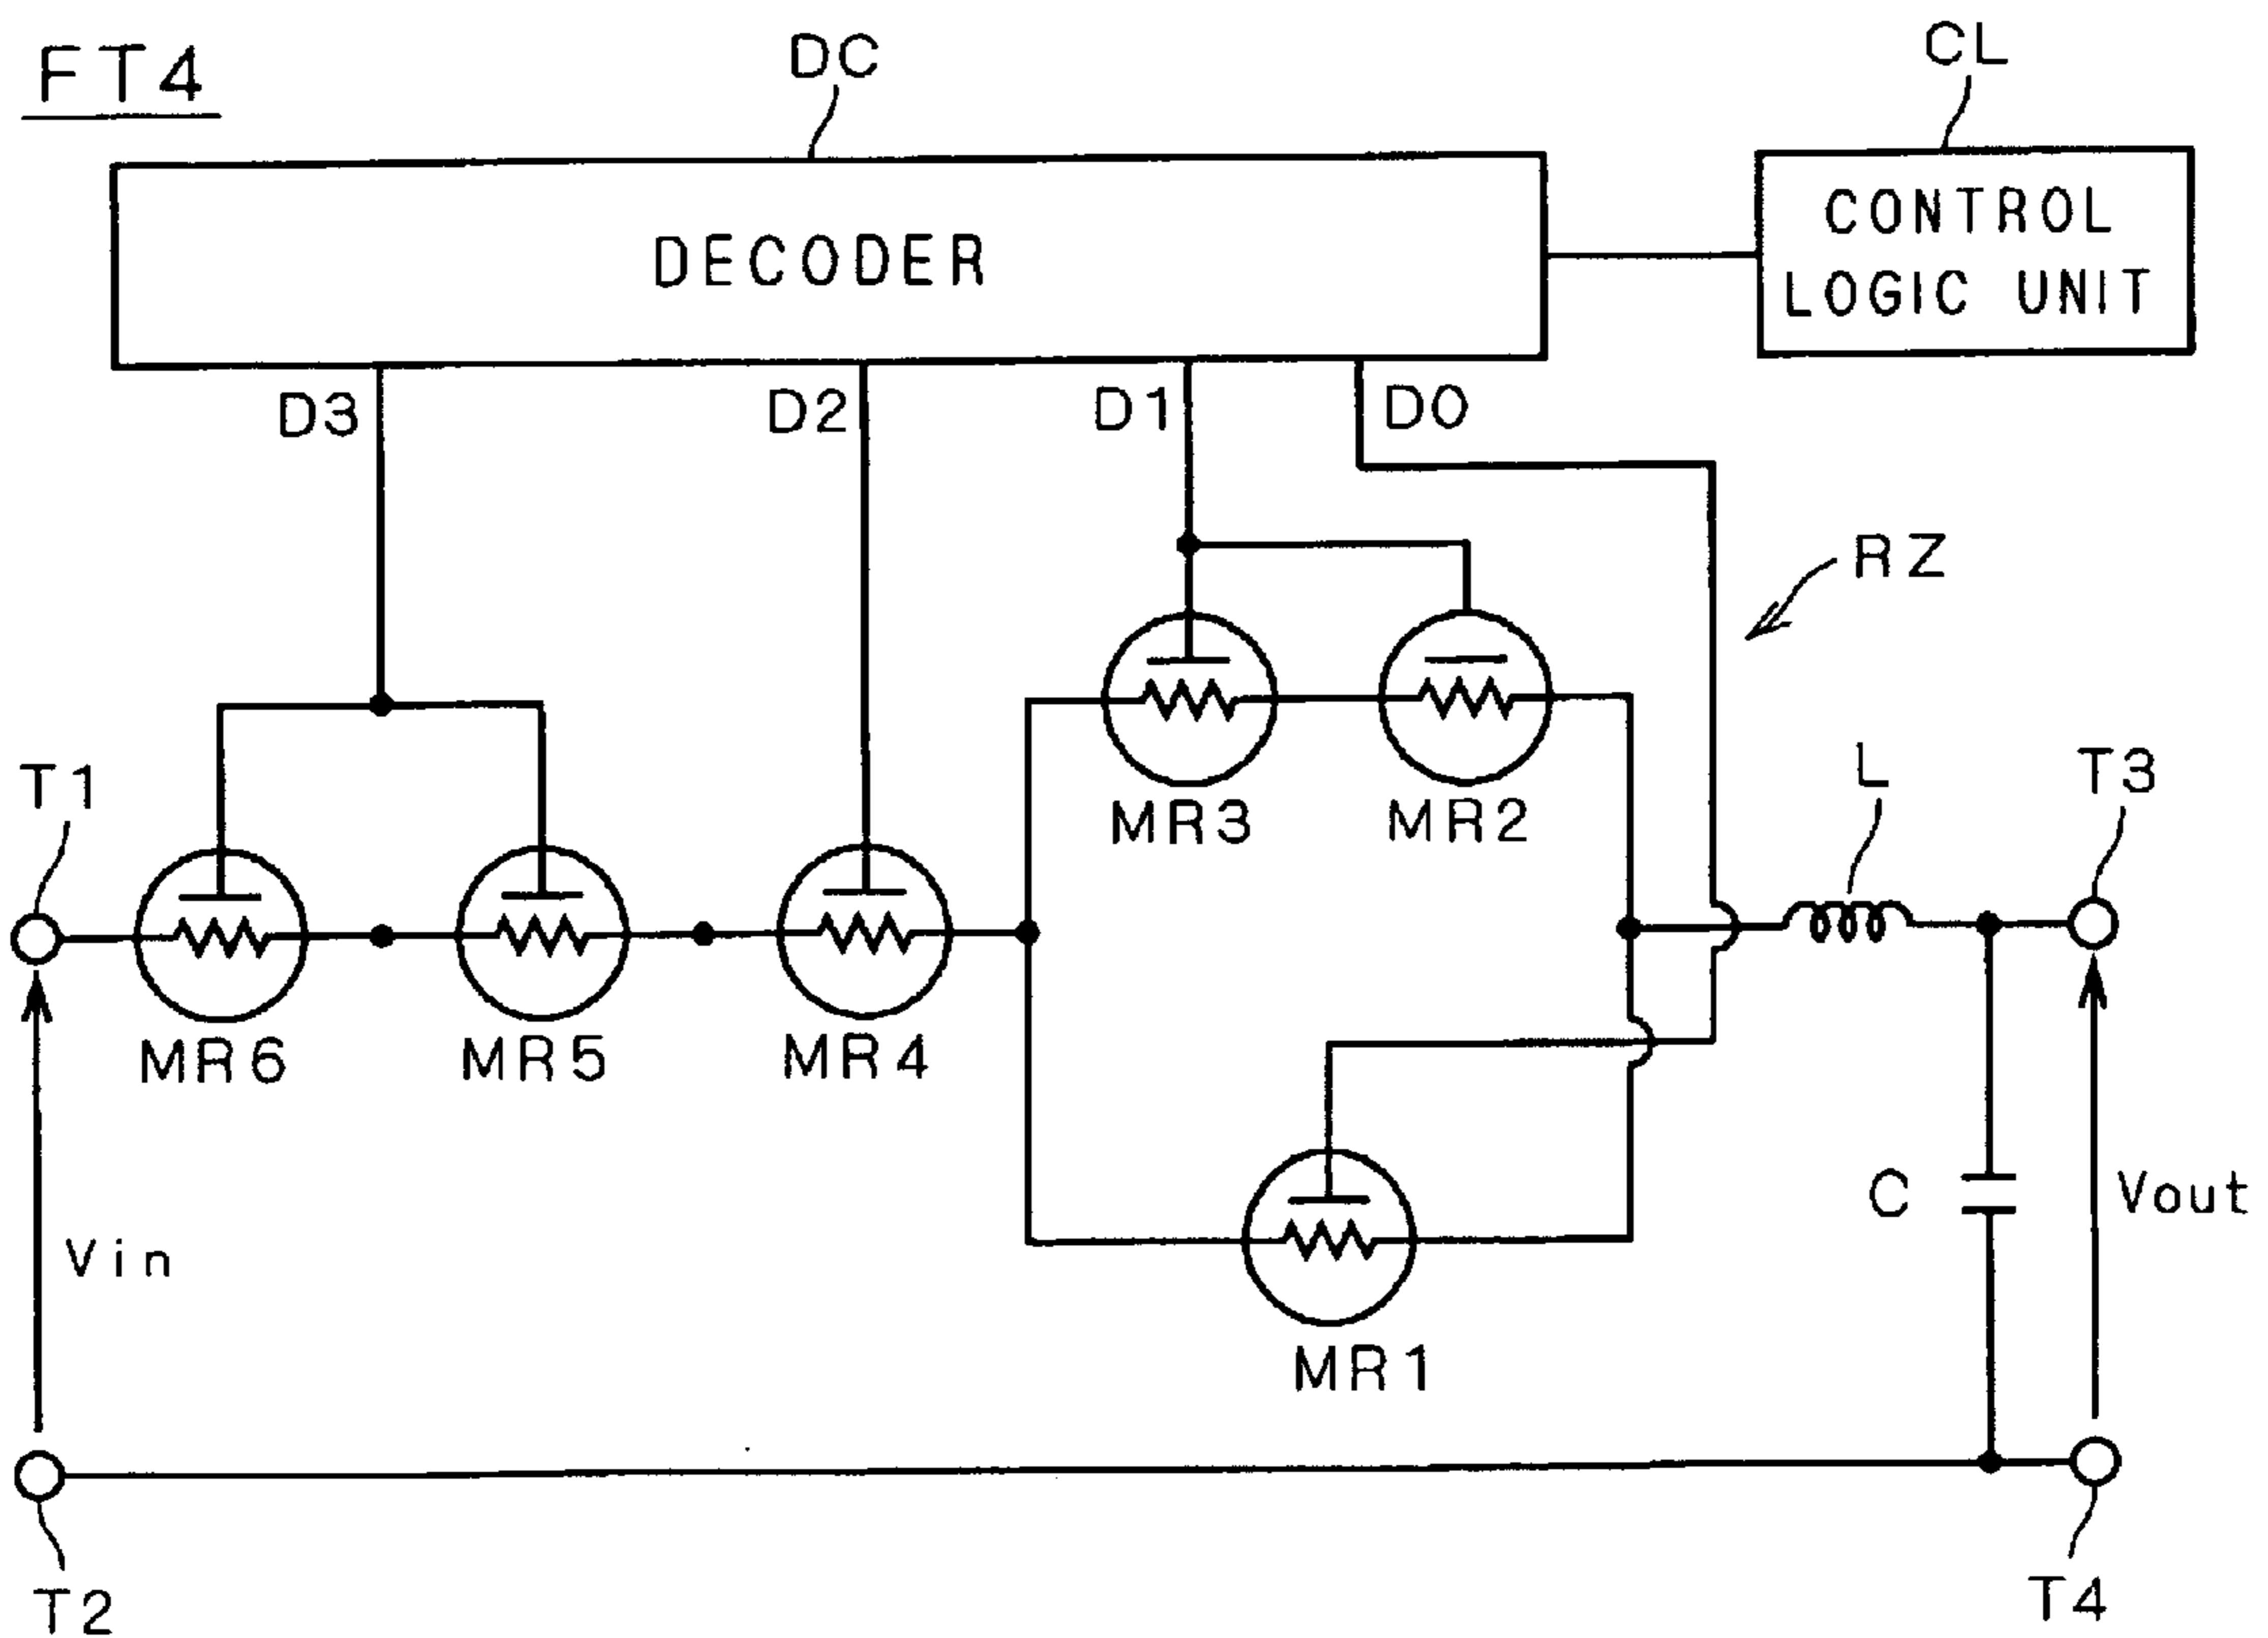 FT4
DC
CL
DECODER
CONTROL
LOGIC UNIT
D3
D2
D1
D0
RZ
MR3
MR2
T1
L
T3
MR6
MR5
MR4
C
Vin
Vout
MR1
T2
T4